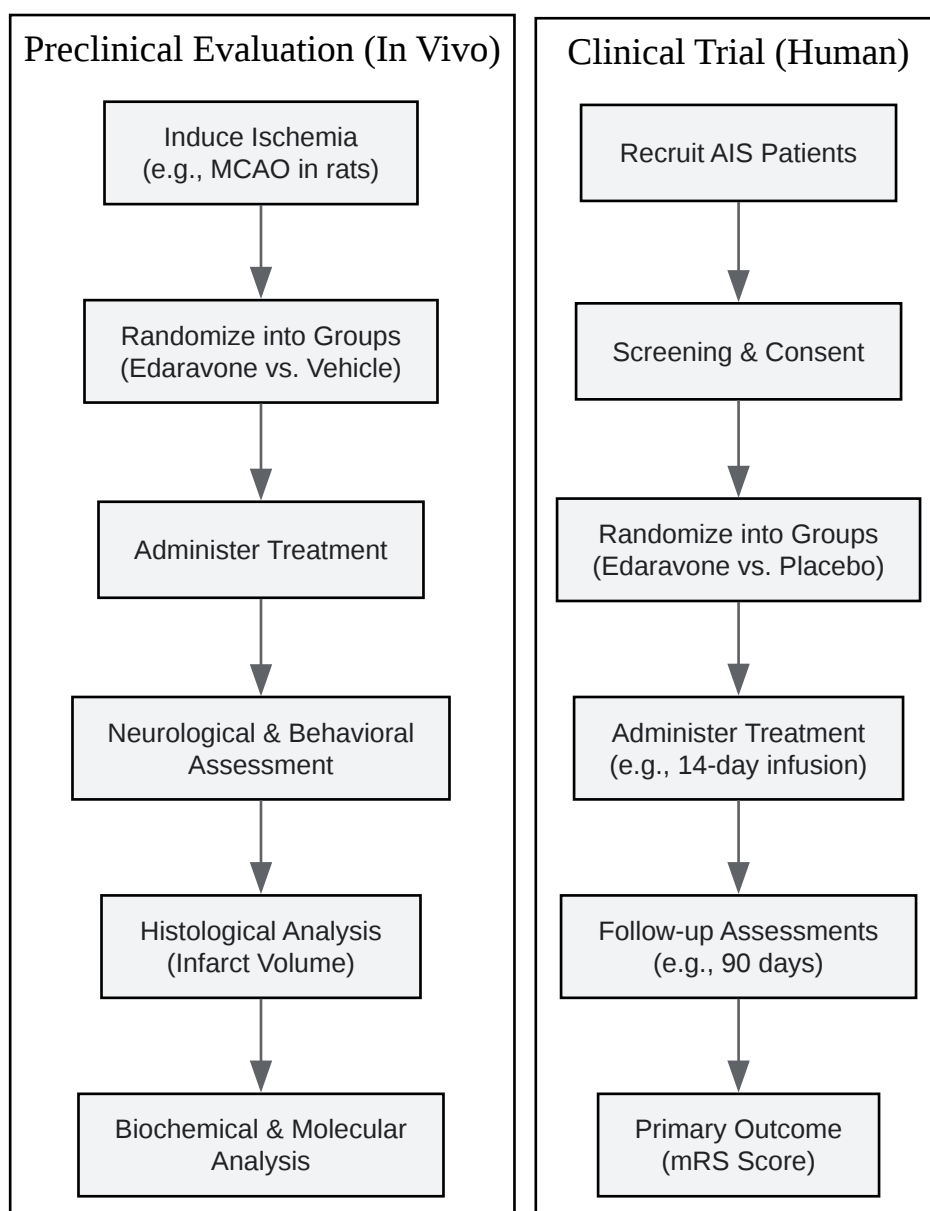 Preclinical Evaluation (In Vivo)
Induce Ischemia
(e.g., MCAO in rats)
Randomize into Groups
(Edaravone vs. Vehicle)
Administer Treatment
Neurological & Behavioral
Assessment
Histological Analysis
(Infarct Volume)
Biochemical & Molecular
Analysis
Clinical Trial (Human)
Recruit AIS Patients
Screening & Consent
Randomize into Groups
(Edaravone vs. Placebo)
Administer Treatment
(e.g., 14-day infusion)
Follow-up Assessments
(e.g., 90 days)
Primary Outcome
(mRS Score)